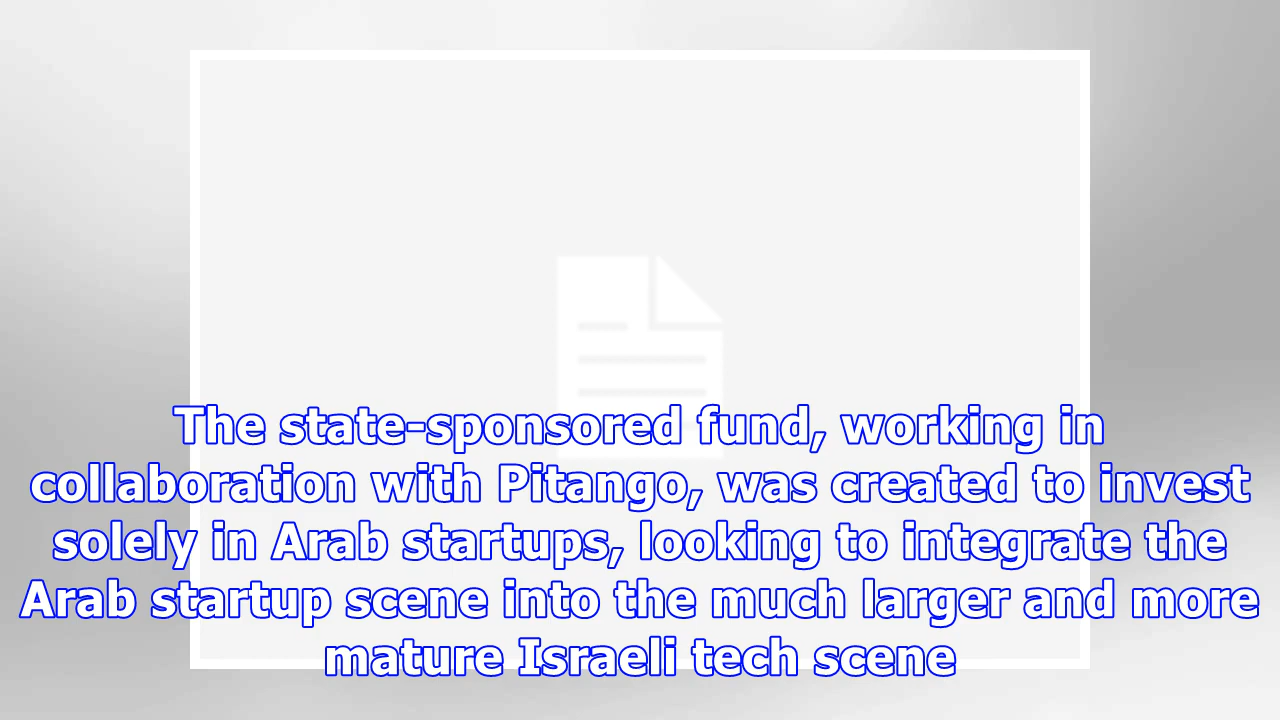 The state-sponsored fund, working in
collaboration with Pitango, was created to invest
solely in Arab startups, looking to integrate the
Arab startup scene into the much larger and more
mature Israeli tech scene